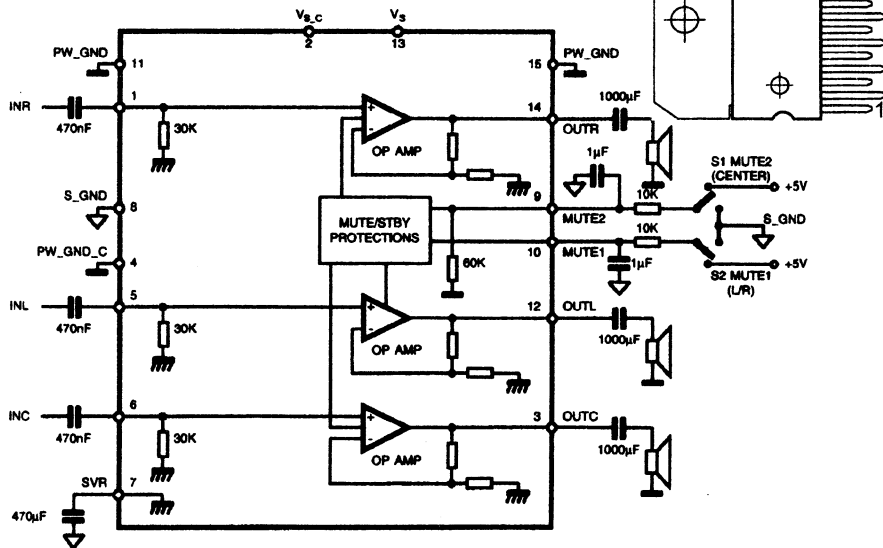 VS_C
VS
2
13
PW_GND
11
15
PW_GND
INR
470nF
1
30K
OP AMP
14
OUTR
1000µF
1
1µF
S1 MUTE2
(CENTER)
+5V
S_GND
8
MUTE/STBY
PROTECTIONS
9
MUTE2
10K
S_GND
PW_GND_C
4
60K
10
MUTE1
10K
1µF
S2 MUTE1
(L/R)
+5V
INL
470nF
5
30K
OP AMP
12
OUTL
1000µF
INC
470nF
6
30K
OP AMP
3
OUTC
1000µF
SVR
7
470µF
+
-
+
-
+
-